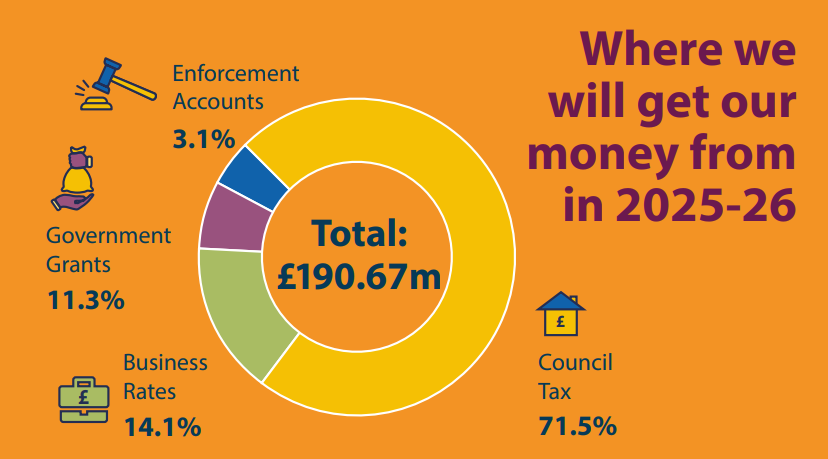 Where we
will get our
money from
in 2025-26
Enforcement
Accounts
3.1%
Government
Grants
11.3%
Business
Rates
£
14.1%
Total:
£190.67m
£
Council
Tax
71.5%